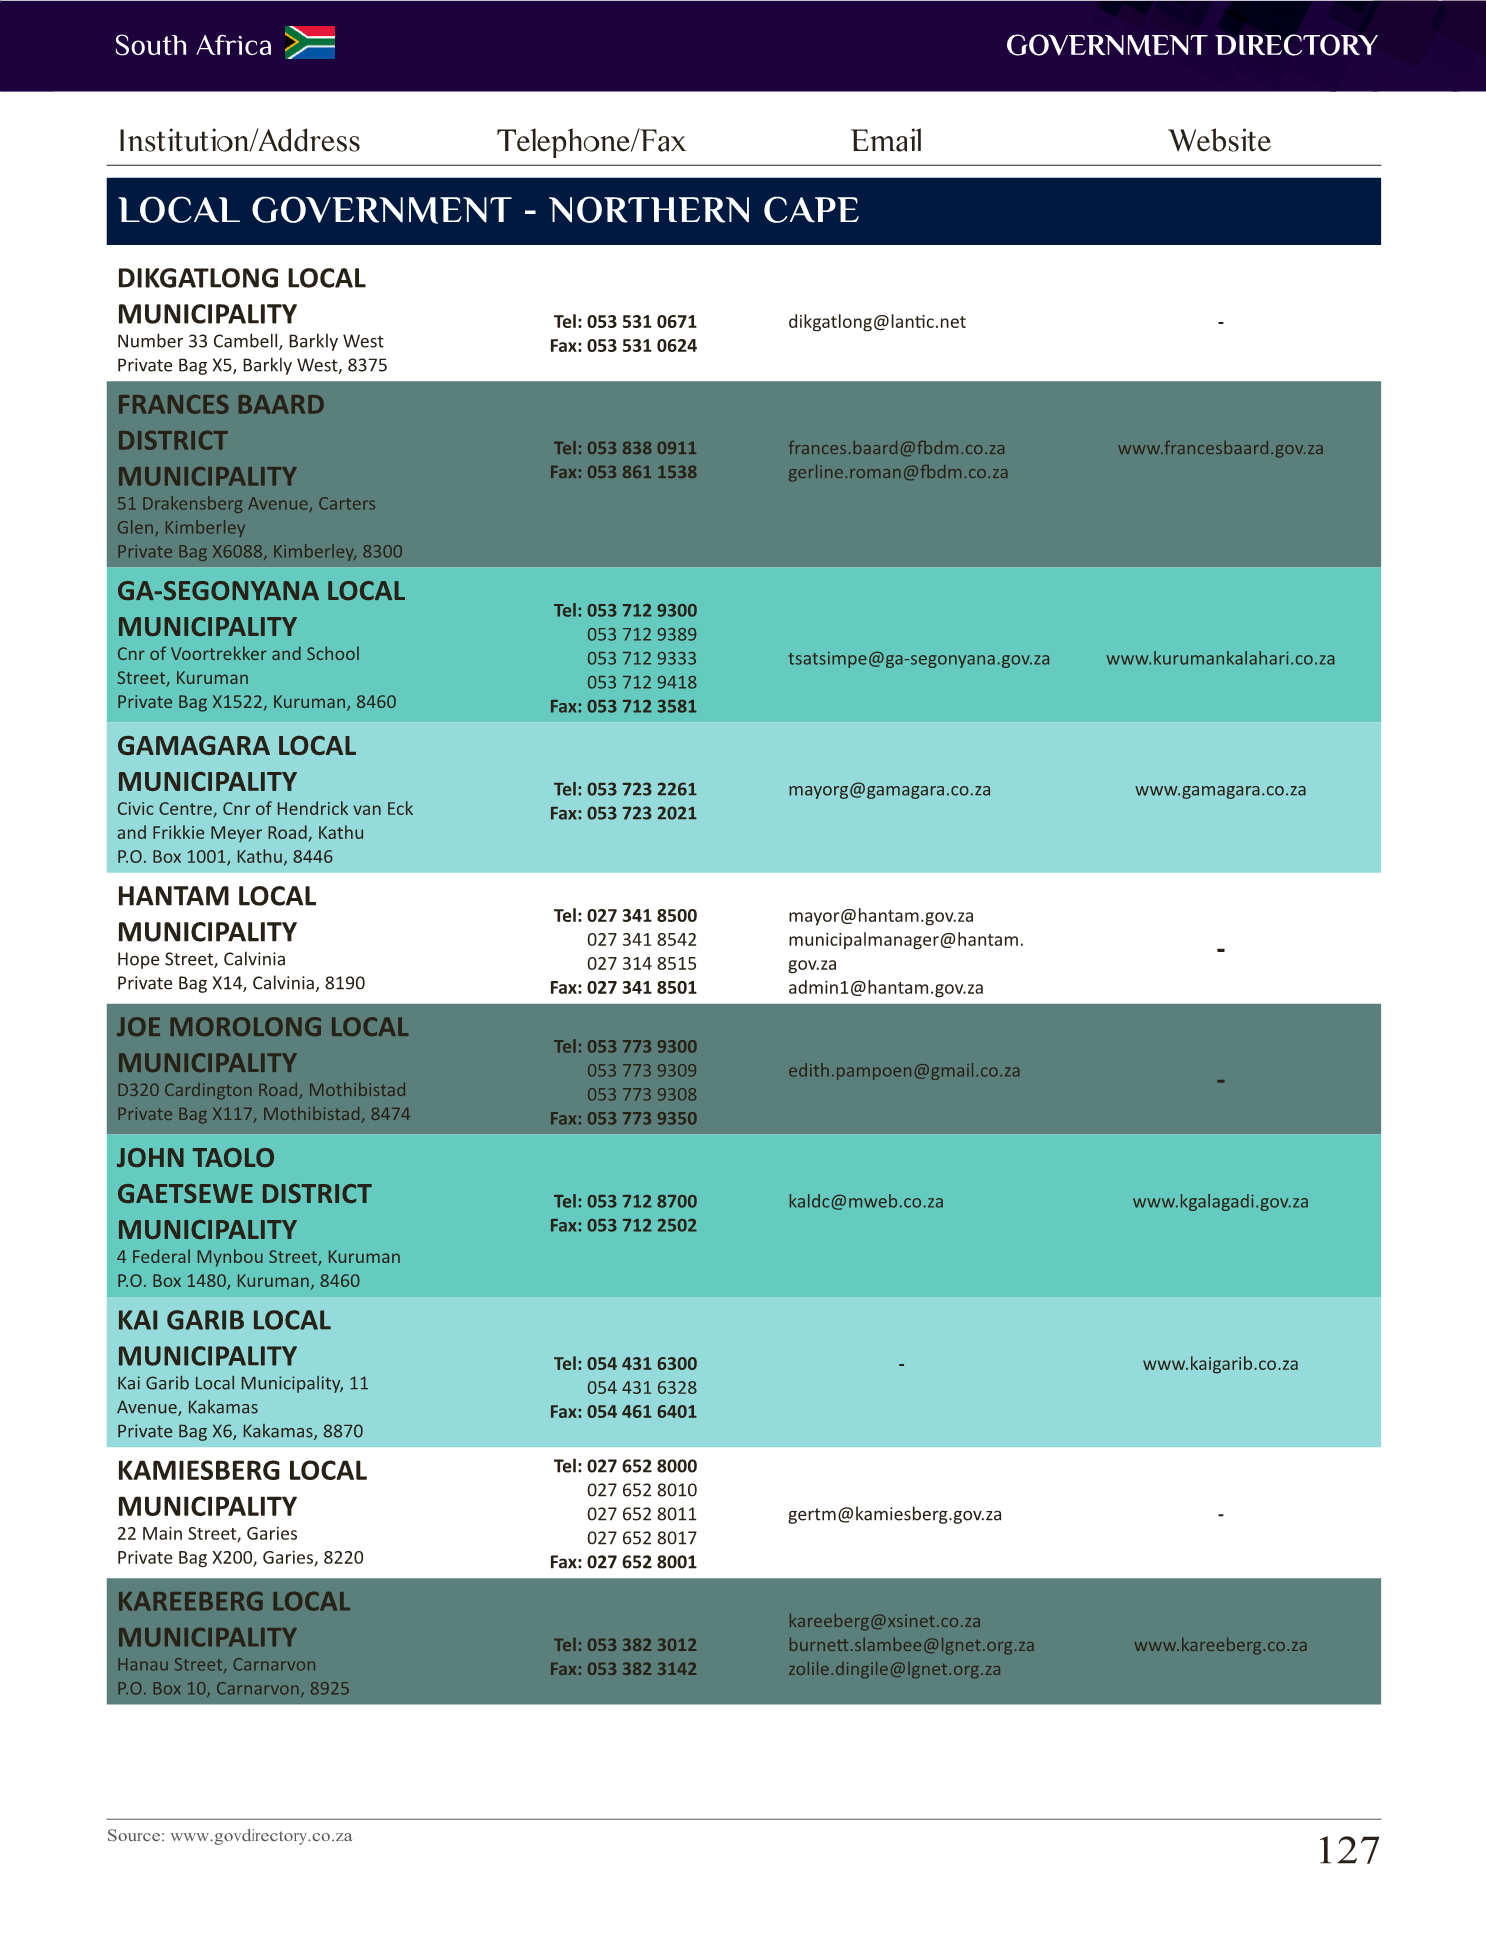 South Africa
GOVERNMENT DIRECTORY
Institution/Address Telephone/Fax Email Website
LOCAL GOVERNMENT - NORTHERN CAPE
DIKGATLONG LOCAL
MUNICIPALITY
Number 33 Cambell, Barkly West
Private Bag X5, Barkly West, 8375
Tel: 053 531 0671
Fax: 053 531 0624
dikgatlong@lantic.net
-
FRANCES BAARD
DISTRICT
MUNICIPALITY
51 Drakensberg Avenue, Carters
Glen, Kimberley
Private Bag X6088, Kimberley, 8300
Tel: 053 838 0911
Fax: 053 861 1538
frances.baard@fbdm.co.za
gerline.roman@fbdm.co.za
www.francesbaard.gov.za
GA-SEGONYANA LOCAL
MUNICIPALITY
Cnr of Voortrekker and School
Street, Kuruman
Private Bag X1522, Kuruman, 8460
Tel: 053 712 9300
053 712 9389
053 712 9333
053 712 9418
Fax: 053 712 3581
tsatsimpe@ga-segonyana.gov.za
www.kurumankalahari.co.za
GAMAGARA LOCAL
MUNICIPALITY
Civic Centre, Cnr of Hendrick van Eck
and Frikkie Meyer Road, Kathu
P.O. Box 1001, Kathu, 8446
Tel: 053 723 2261
Fax: 053 723 2021
mayorg@gamagara.co.za
www.gamagara.co.za
HANTAM LOCAL
MUNICIPALITY
Hope Street, Calvinia
Private Bag X14, Calvinia, 8190
Tel: 027 341 8500
027 341 8542
027 314 8515
Fax: 027 341 8501
mayor@hantam.gov.za
municipalmanager@hantam.
gov.za
admin1@hantam.gov.za
-
JOE MOROLONG LOCAL
MUNICIPALITY
D320 Cardington Road, Mothibistad
Private Bag X117, Mothibistad, 8474
Tel: 053 773 9300
053 773 9309
053 773 9308
Fax: 053 773 9350
edith.pampoen@gmail.co.za
-
JOHN TAOLO
GAETSEWE DISTRICT
MUNICIPALITY
4 Federal Mynbou Street, Kuruman
P.O. Box 1480, Kuruman, 8460
Tel: 053 712 8700
Fax: 053 712 2502
kaldc@mweb.co.za
www.kgalagadi.gov.za
KAI GARIB LOCAL
MUNICIPALITY
Kai Garib Local Municipality, 11
Avenue, Kakamas
Private Bag X6, Kakamas, 8870
Tel: 054 431 6300
054 431 6328
Fax: 054 461 6401
-
www.kaigarib.co.za
KAMIESBERG LOCAL
MUNICIPALITY
22 Main Street, Garies
Private Bag X200, Garies, 8220
Tel: 027 652 8000
027 652 8010
027 652 8011
027 652 8017
Fax: 027 652 8001
gertm@kamiesberg.gov.za
-
KAREEBERG LOCAL
MUNICIPALITY
Hanau Street, Carnarvon
P.O. Box 10, Carnarvon, 8925
Tel: 053 382 3012
Fax: 053 382 3142
kareeberg@xsinet.co.za
burnett.slambee@lgnet.org.za
zolile.dingile@lgnet.org.za
www.kareeberg.co.za
Source: www.govdirectory.co.za
127